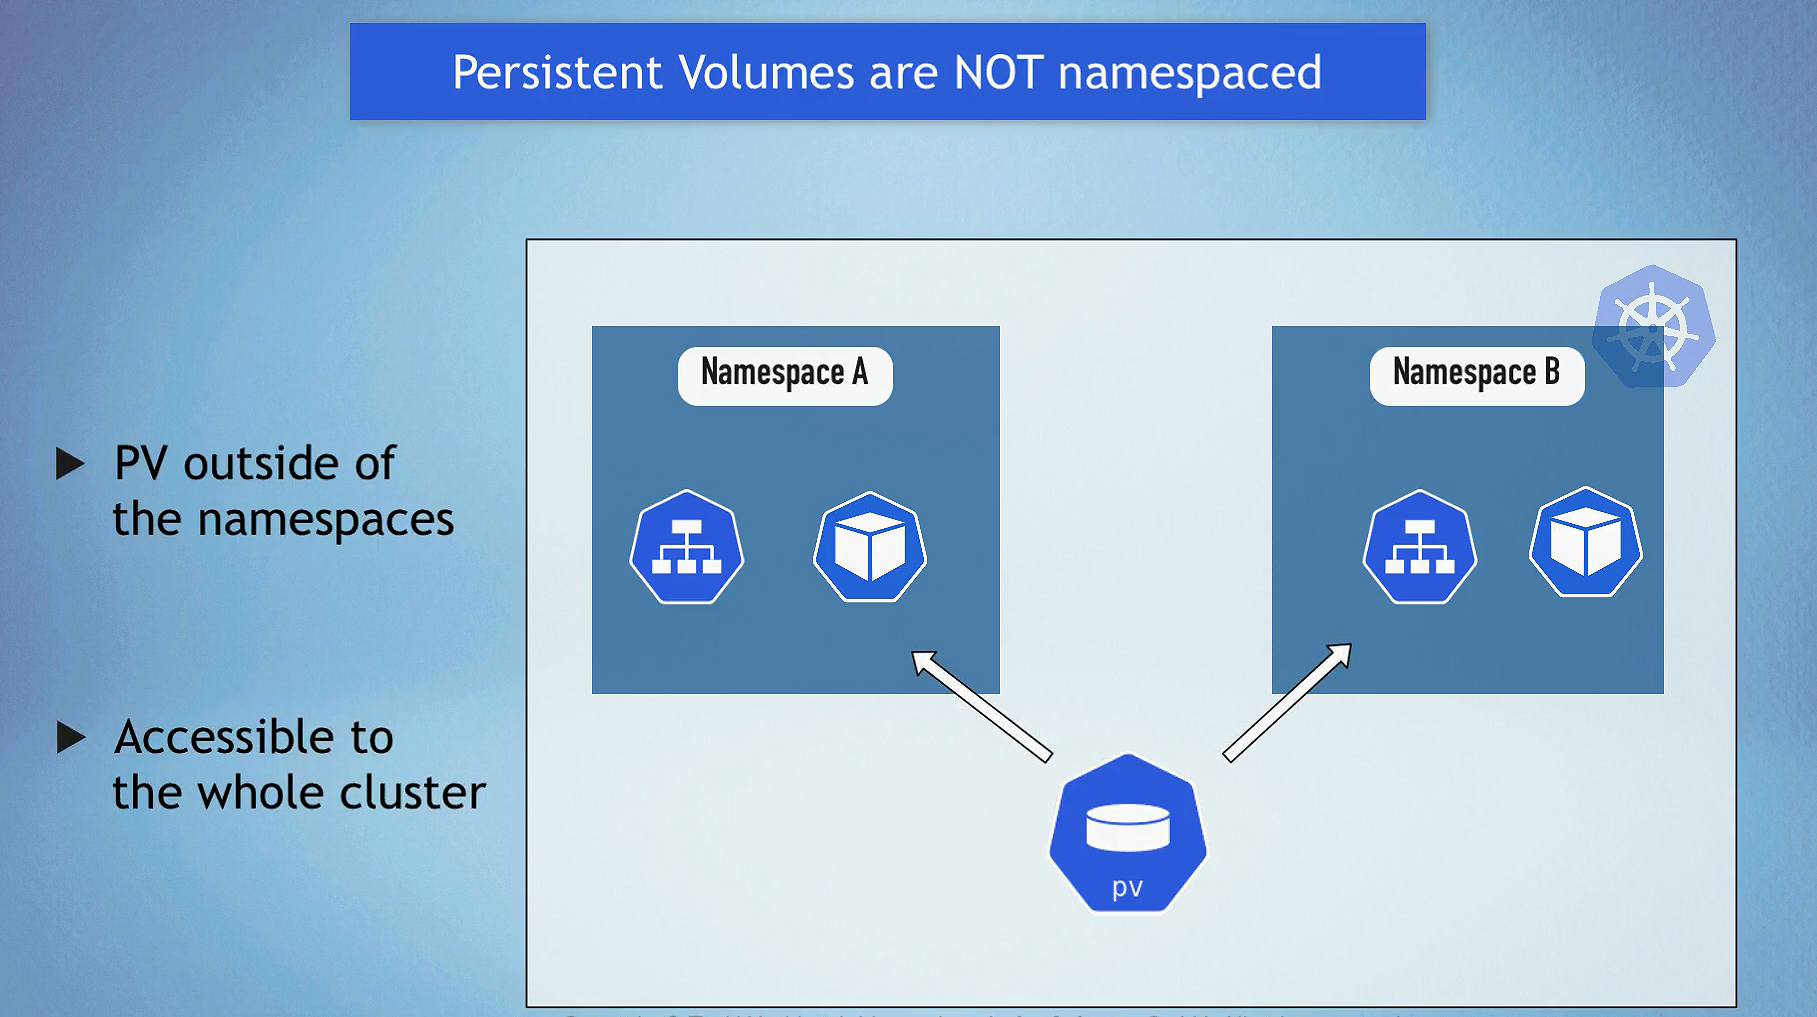 Persistent Volumes are NOT namespaced
Namespace A
Namespace B
PV outside of
the namespaces
Accessible to
the whole cluster
pv